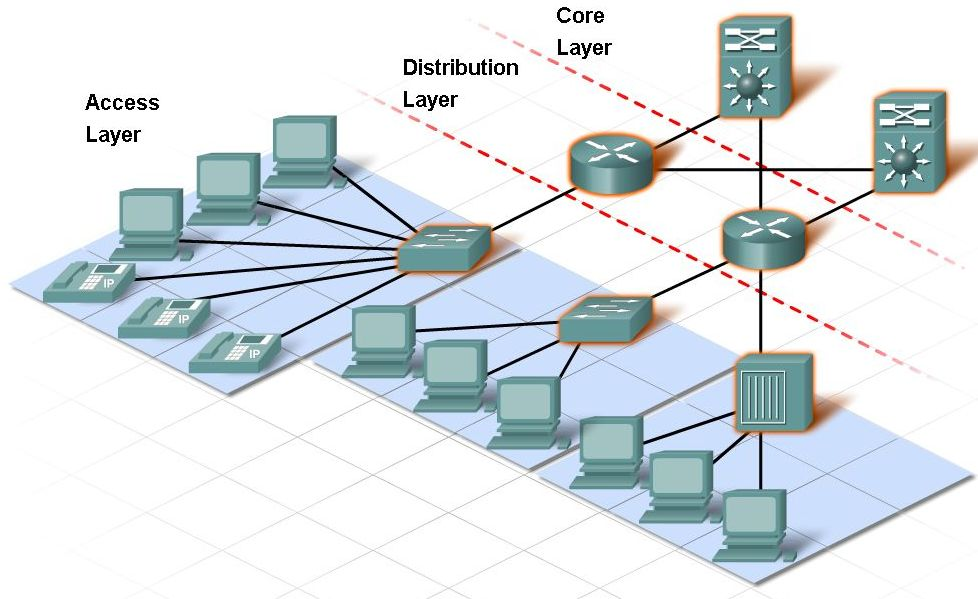 Core
Layer
Distribution
Layer
Access
Layer
IP
IP
IP